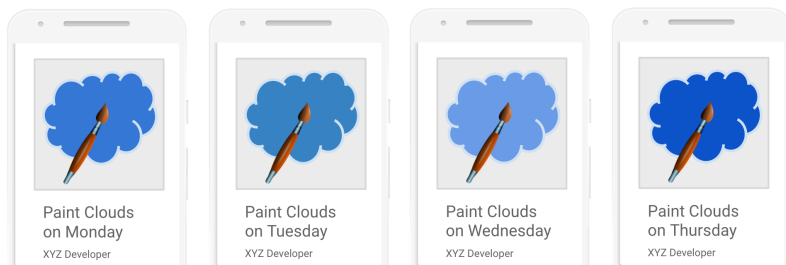 Paint Clouds
on Monday
XYZ Developer
Paint Clouds
on Tuesday
XYZ Developer
Paint Clouds
on Wednesday
XYZ Developer
Paint Clouds
on Thursday
XYZ Developer